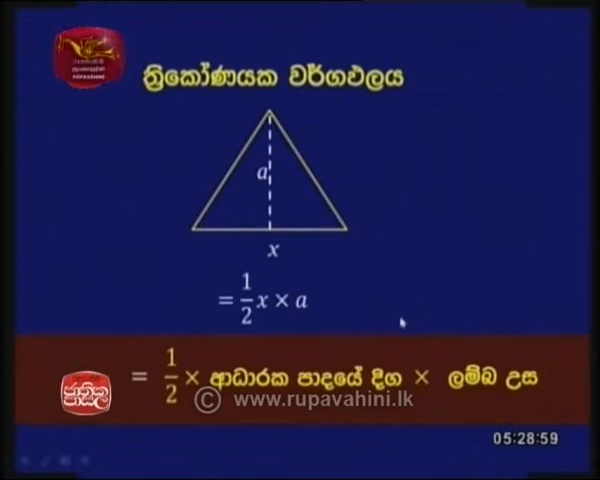 ත්‍රිකෝණයක වර්ගඵලය
a
x
= 1/2 x × a
= 1/2 × ආධාරක පාදයේ දිග × ලම්බ උස
© www.rupavahini.lk
05:28:59